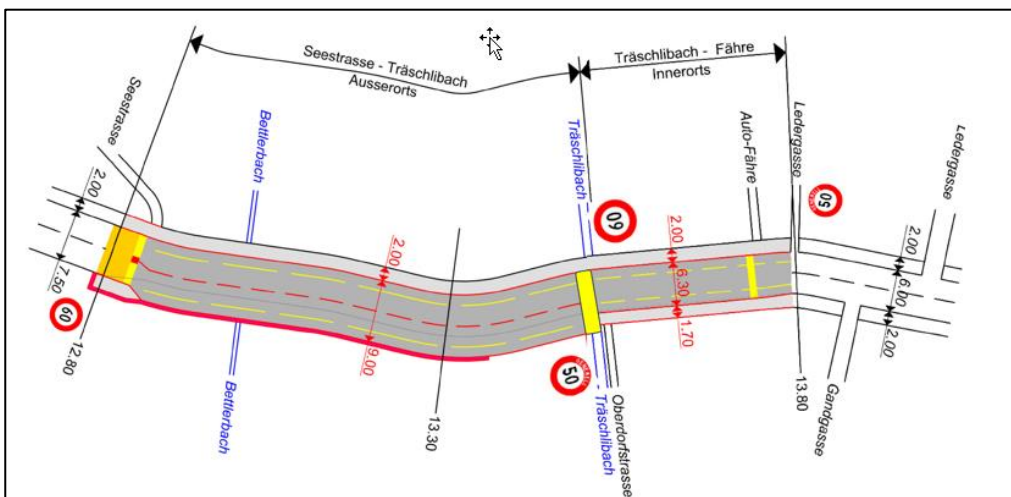 Seestrasse - Träschlibach
Ausserorts
Träschlibach - Fähre
Innerorts
Seestrasse
Bettlerbach
Träschlibach
Auto-Fähre
Ledergasse
Ledergasse
2.00
7.50
60
12.80
2.00
9.00
Bettlerbach
13.30
60
50
Träschlibach
Oberdorfstrasse
2.00
6.30
1.70
50
13.80
2.00
6.00
2.00
Gandgasse